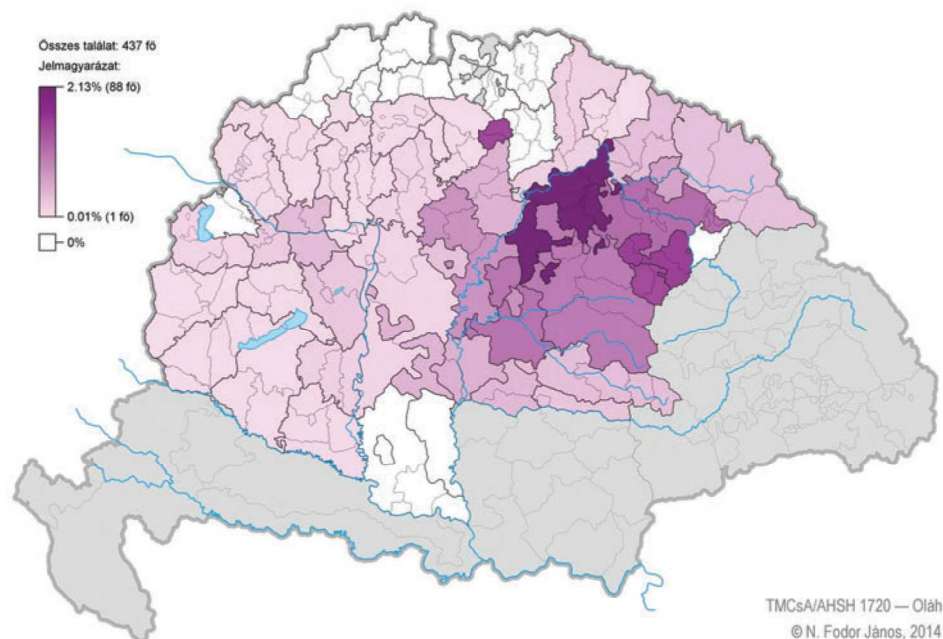 Összes találat: 437 fő
Jelmagyarázat:
2.13% (88 fő)
0.01% (1 fő)
0%
TMCsA/AHSH 1720 — Oláh
© N. Fodor János, 2014